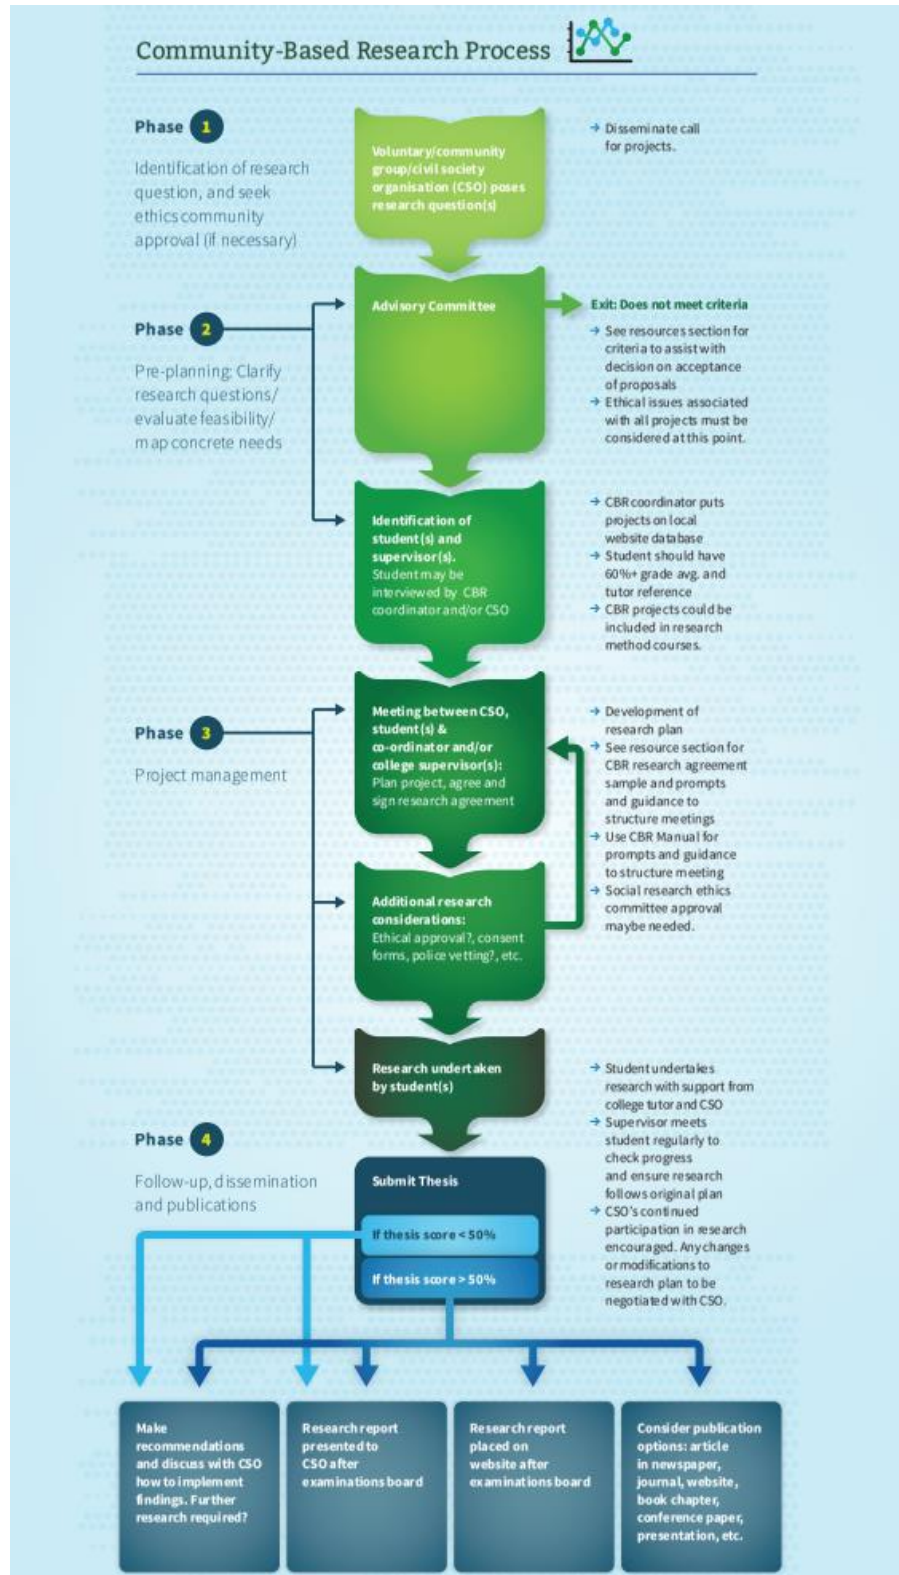 Community-Based Research Process
Phase 1
Identification of research
question, and seek
ethics community
approval (if necessary)
Voluntary/community
group/civil society
organisation (CSO) poses
research question(s)
→ Disseminate call
for projects.
Phase 2
Pre-planning: Clarify
research questions/
evaluate feasibility/
map concrete needs
Advisory Committee
Exit: Does not meet criteria
→ See resources section for
criteria to assist with
decision on acceptance
of proposals
→ Ethical issues associated
with all projects must be
considered at this point.
Identification of
student(s) and
supervisor(s).
Student may be
interviewed by CBR
coordinator and/or CSO
→ CBR coordinator puts
projects on local
website database
→ Student should have
60%+ grade avg. and
tutor reference
→ CBR projects could be
included in research
method courses.
Phase 3
Project management
Meeting between CSO,
student(s) &
co-ordinator and/or
college supervisor(s):
Plan project, agree and
sign research agreement
→ Development of
research plan
→ See resource section for
CBR research agreement
sample and prompts
and guidance to
structure meetings
→ Use CBR Manual for
prompts and guidance
to structure meeting
→ Social research ethics
committee approval
maybe needed.
Additional research
considerations:
Ethical approval?, consent
forms, police vetting?, etc.
Research undertaken
by student(s)
→ Student undertakes
research with support from
college tutor and CSO
→ Supervisor meets
student regularly to
check progress
and ensure research
follows original plan
→ CSO's continued
participation in research
encouraged. Any changes
or modifications to
research plan to be
negotiated with CSO.
Phase 4
Follow-up, dissemination
and publications
Submit Thesis
If thesis score < 50%
If thesis score > 50%
Make
recommendations
and discuss with CSO
how to implement
findings. Further
research required?
Research report
presented to
CSO after
examinations board
Research report
placed on
website after
examinations board
Consider publication
options: article
in newspaper,
journal, website,
book chapter,
conference paper,
presentation, etc.